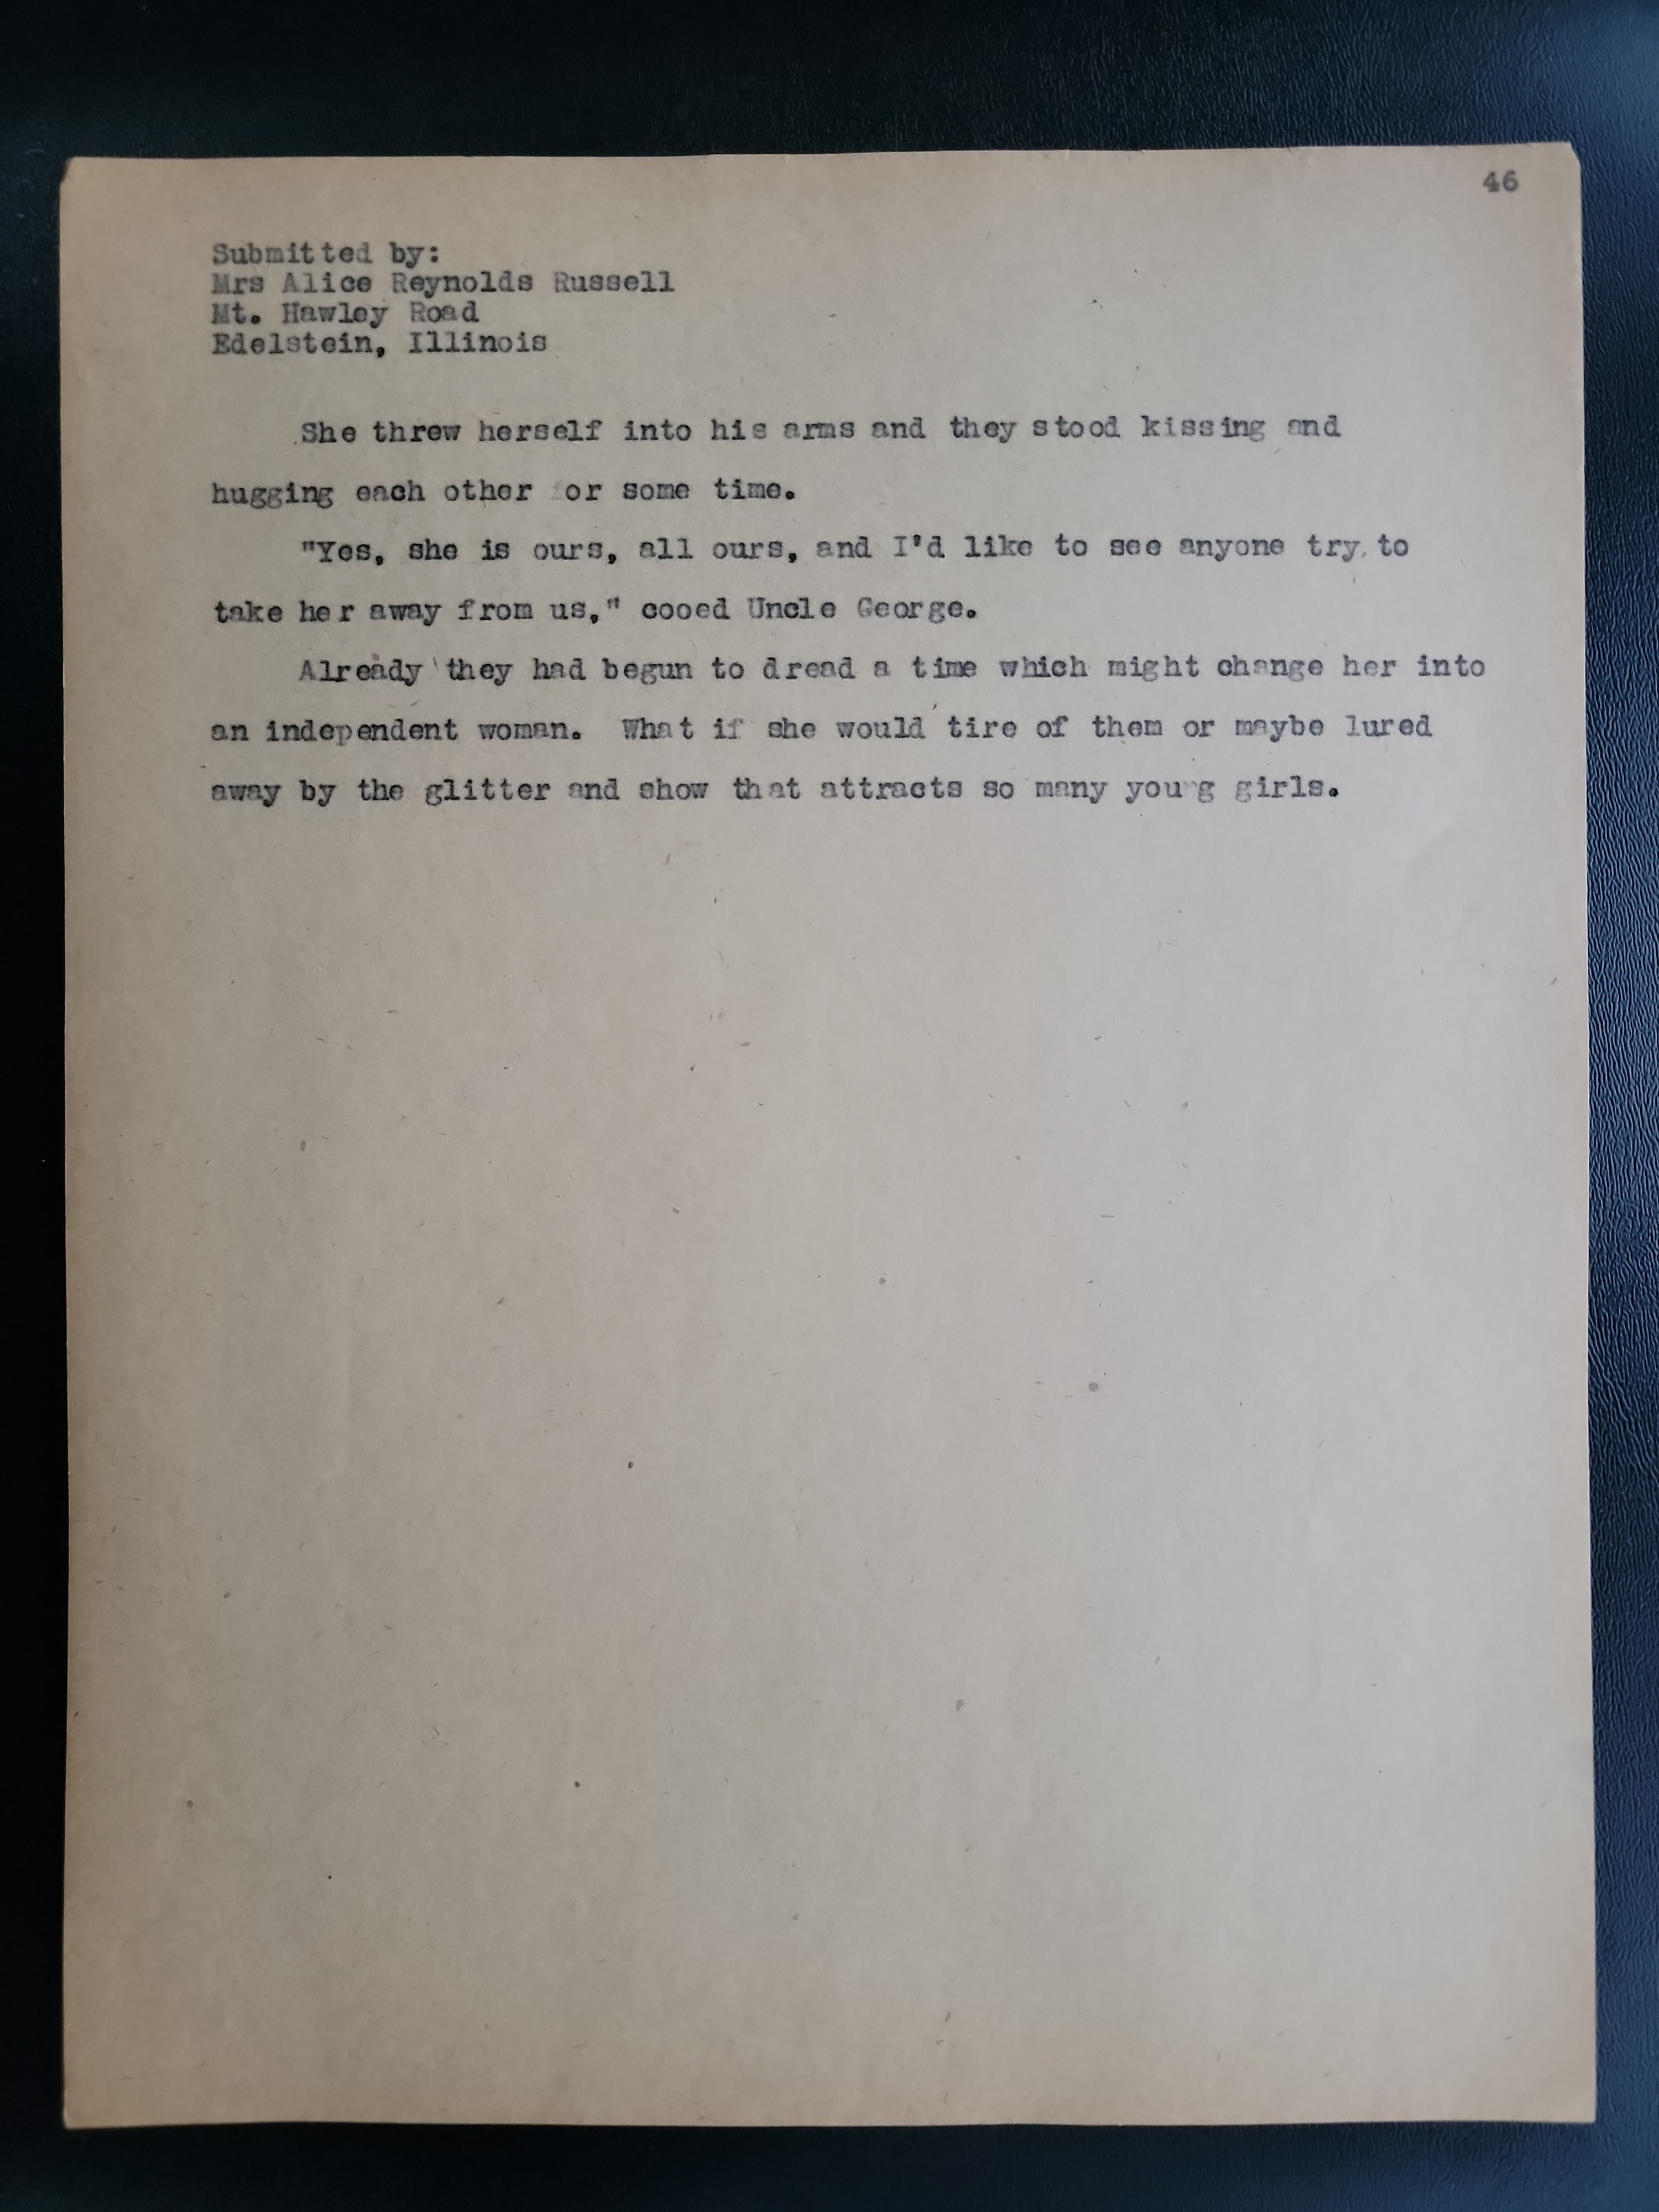 46
Submitted by:
Mrs Alice Reynolds Russell
Mt. Hawley Road
Edelstein, Illinois
She threw herself into his arms and they stood kissing and
hugging each other or some time.
"Yes, she is ours, all ours, and I'd like to see anyone try to
take her away from us," cooed Uncle George.
Already they had begun to dread a time which might change her into
an independent woman. What if she would tire of them or maybe lured
away by the glitter and show that attracts so many young girls.